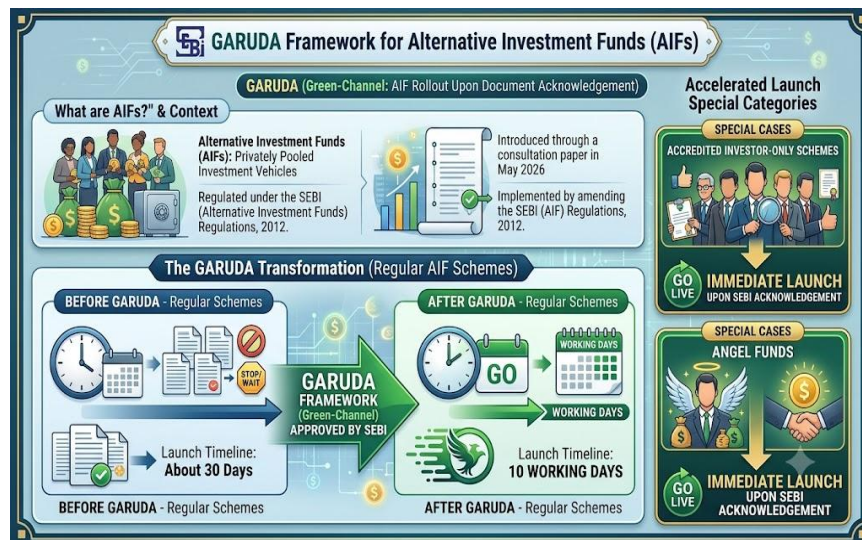 SEBI GARUDA Framework for Alternative Investment Funds (AIFs)
GARUDA (Green-Channel: AIF Rollout Upon Document Acknowledgement)
What are AIFs?" & Context
Alternative Investment Funds
(AIFs): Privately Pooled
Investment Vehicles
Regulated under the SEBI
(Alternative Investment Funds)
Regulations, 2012.
Introduced through a
consultation paper in
May 2026
Implemented by amending
the SEBI (AIF) Regulations,
2012.
The GARUDA Transformation (Regular AIF Schemes)
BEFORE GARUDA - Regular Schemes
STOP/
WAIT
Launch Timeline:
About 30 Days
BEFORE GARUDA - Regular Schemes
GARUDA
FRAMEWORK
(Green-Channel)
APPROVED BY SEBI
AFTER GARUDA - Regular Schemes
GO
WORKING DAYS
WORKING DAYS
Launch Timeline:
10 WORKING DAYS
AFTER GARUDA - Regular Schemes
Accelerated Launch
Special Categories
SPECIAL CASES
ACCREDITED INVESTOR-ONLY SCHEMES
GO
LIVE
IMMEDIATE LAUNCH
UPON SEBI ACKNOWLEDGEMENT
SPECIAL CASES
ANGEL FUNDS
GO
LIVE
IMMEDIATE LAUNCH
UPON SEBI
ACKNOWLEDGEMENT